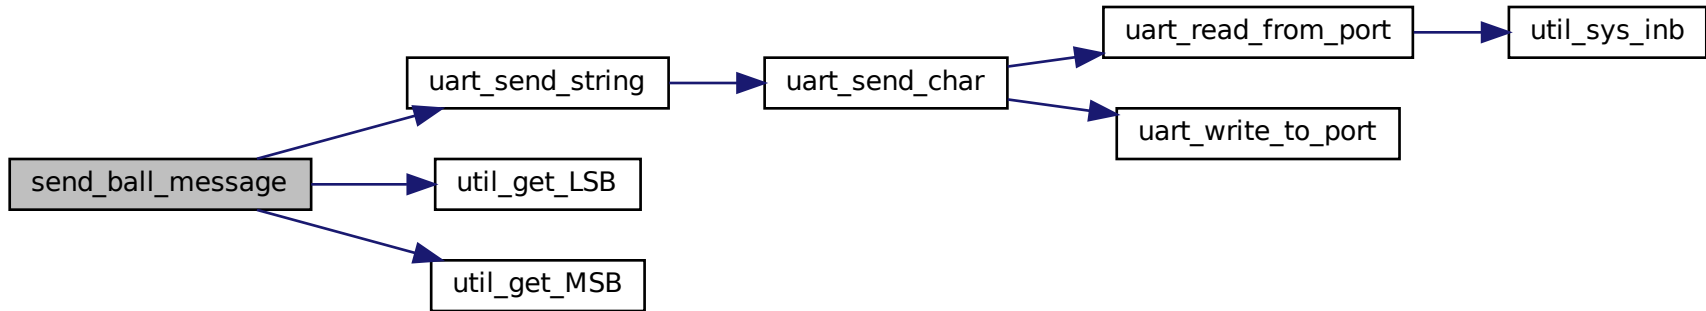 send_ball_message
uart_send_string
util_get_LSB
util_get_MSB
uart_send_char
uart_read_from_port
uart_write_to_port
util_sys_inb